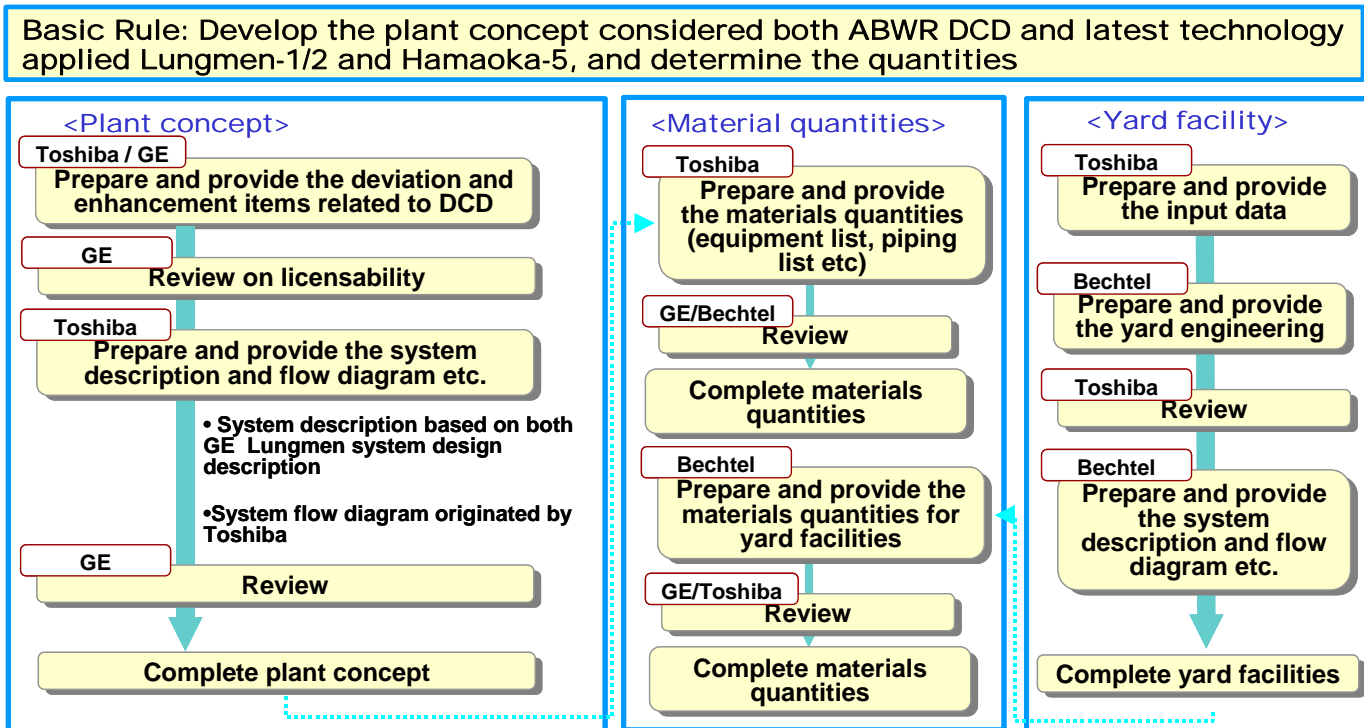 Basic Rule: Develop the plant concept considered both ABWR DCD and latest technology
applied Lungmen-1/2 and Hamaoka-5, and determine the quantities
<Plant concept>
Toshiba / GE
Prepare and provide the deviation and
enhancement items related to DCD
GE
Review on licensability
Toshiba
Prepare and provide the system
description and flow diagram etc.
• System description based on both
GE Lungmen system design
description
•System flow diagram originated by
Toshiba
GE
Review
Complete plant concept
<Material quantities>
Toshiba
Prepare and provide
the materials quantities
(equipment list, piping
list etc)
GE/Bechtel
Review
Complete materials
quantities
Bechtel
Prepare and provide the
materials quantities for
yard facilities
GE/Toshiba
Review
Complete materials
quantities
<Yard facility>
Toshiba
Prepare and provide
the input data
Bechtel
Prepare and provide
the yard engineering
Toshiba
Review
Bechtel
Prepare and provide
the system
description and flow
diagram etc.
Complete yard facilities